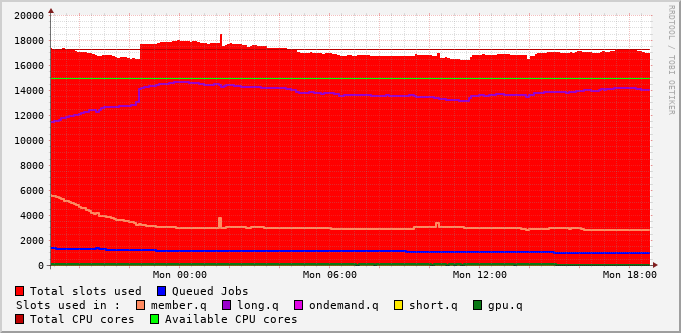 RRDTOOL / TOBI OETIKER
20000
18000
16000
14000
12000
10000
8000
6000
4000
2000
0
Mon 00:00 Mon 06:00 Mon 12:00 Mon 18:00
Total slots used Queued Jobs
Slots used in : member.q long.q ondemand.q short.q gpu.q
Total CPU cores Available CPU cores